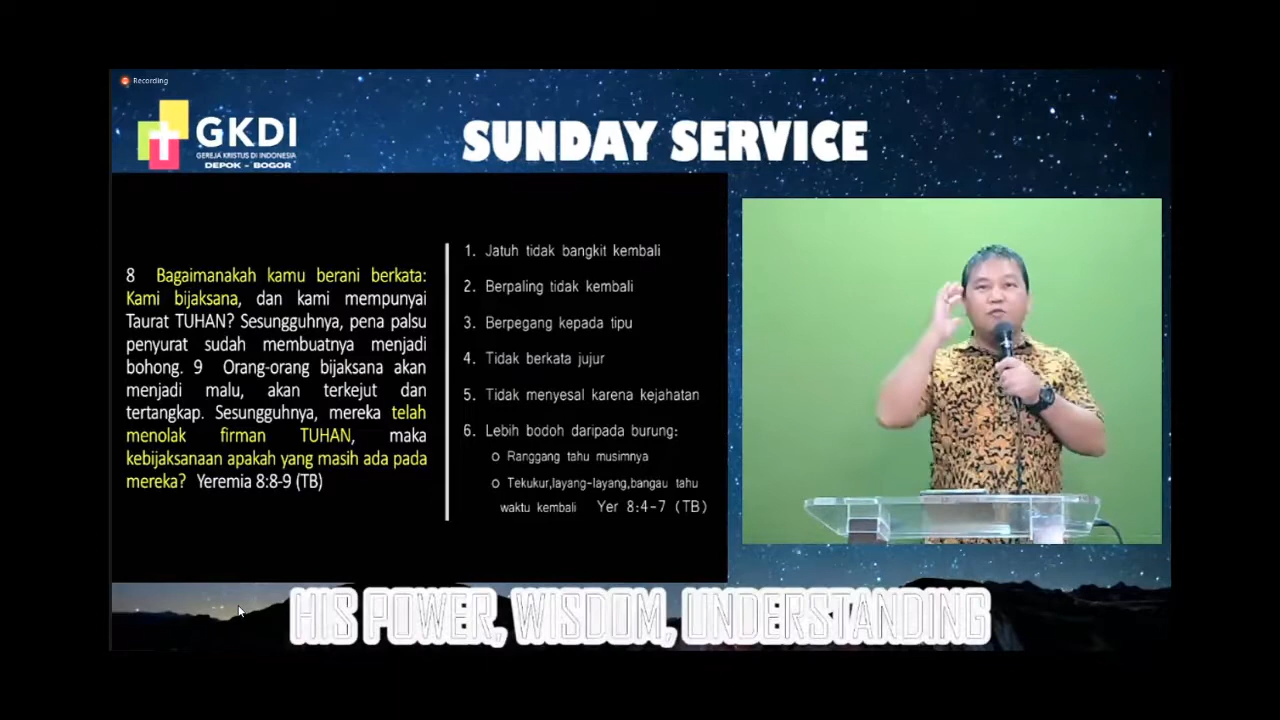 Recording
GKDI
GEREJA KRISTUS DI INDONESIA
DEPOK - BOGOR
SUNDAY SERVICE
8 Bagaimanakah kamu berani berkata:
Kami bijaksana, dan kami mempunyai
Taurat TUHAN? Sesungguhnya, pena palsu
penyurat sudah membuatnya menjadi
bohong. 9 Orang-orang bijaksana akan
menjadi malu, akan terkejut dan
tertangkap. Sesungguhnya, mereka telah
menolak firman TUHAN, maka
kebijaksanaan apakah yang masih ada pada
mereka? Yeremia 8:8-9 (TB)
1. Jatuh tidak bangkit kembali
2. Berpaling tidak kembali
3. Berpegang kepada tipu
4. Tidak berkata jujur
5. Tidak menyesal karena kejahatan
6. Lebih bodoh daripada burung:
o Ranggang tahu musimnya
o Tekukur,layang-layang,bangau tahu
waktu kembali Yer 8:4-7 (TB)
HIS POWER, WISDOM, UNDERSTANDING